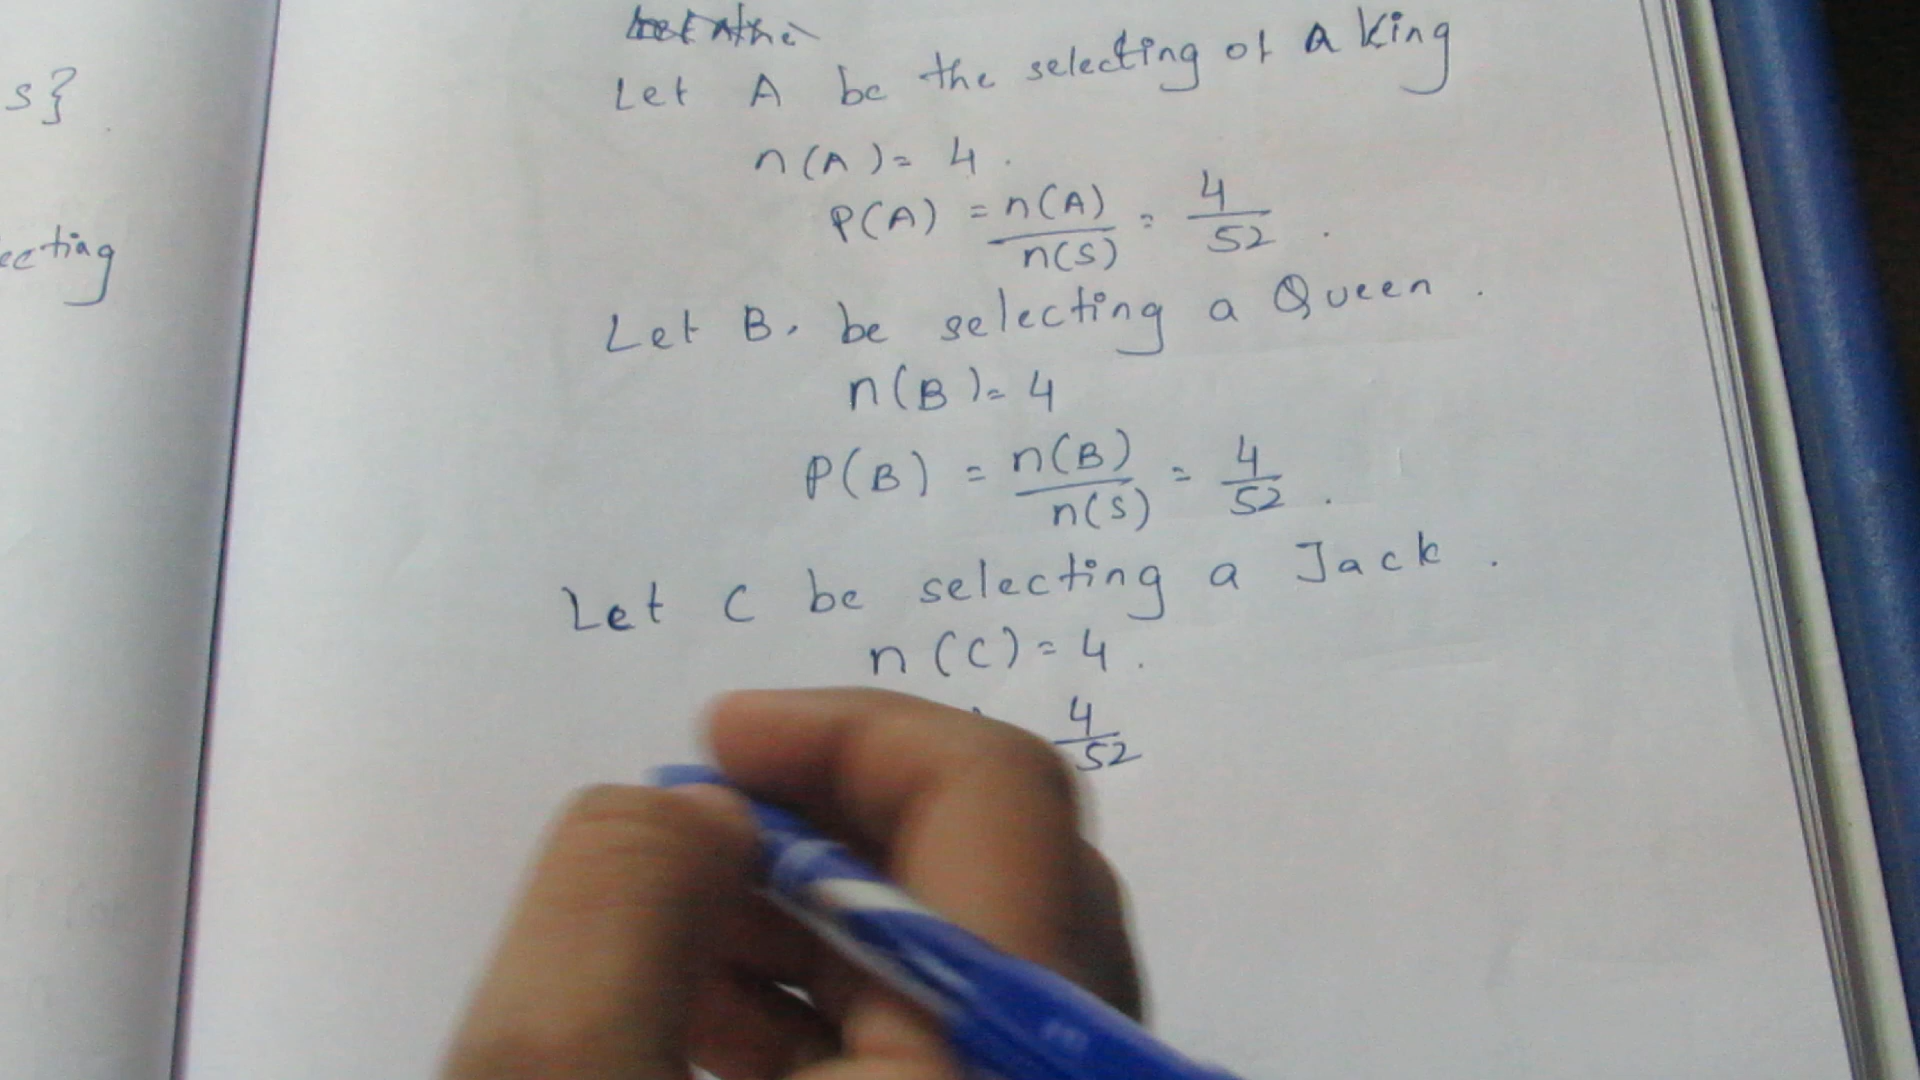 s}
ecting
Let A be the selecting of a King
n(A) = 4 .
P(A) = n(A) / n(S) = 4 / 52 .
Let B. be selecting a Queen .
n(B) = 4
P(B) = n(B) / n(S) = 4 / 52 .
Let C be selecting a Jack .
n(C) = 4 .
4 / 52